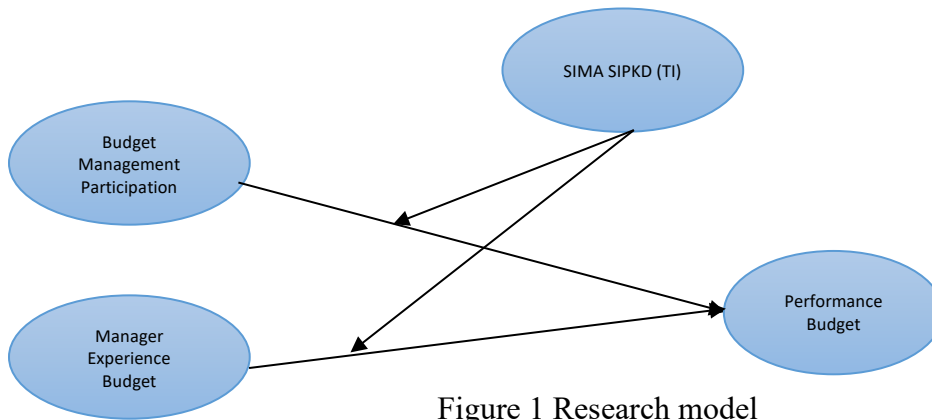 SIMA SIPKD (TI)
Budget
Management
Participation
Performance
Budget
Manager
Experience
Budget
Figure 1 Research model